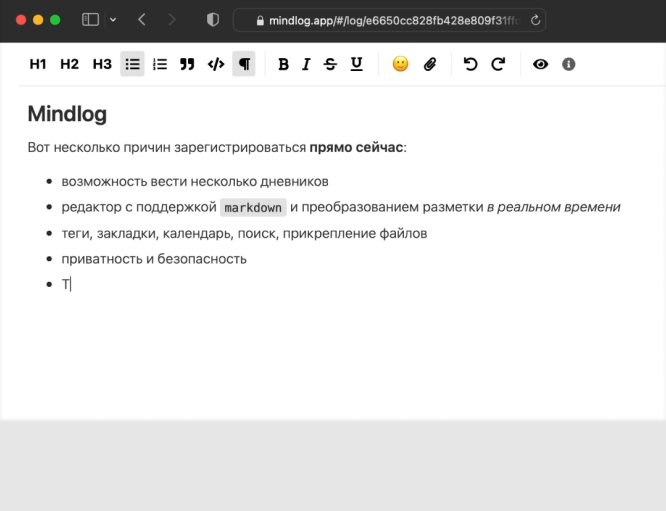 mindlog.app/#/log/e6650cc828fb428e809f31ff
H1 H2 H3 B I S U
Mindlog
Вот несколько причин зарегистрироваться прямо сейчас:
возможность вести несколько дневников
редактор с поддержкой markdown и преобразованием разметки в реальном времени
теги, закладки, календарь, поиск, прикрепление файлов
приватность и безопасность
Т